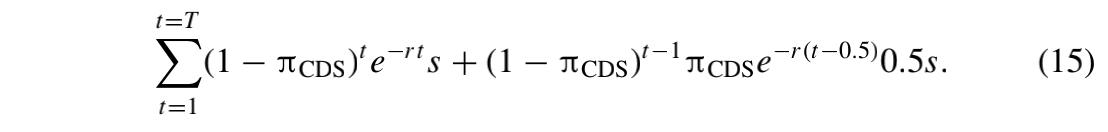 t=T
∑(1 − π_CDS)^t e^{−rt} s + (1 − π_CDS)^{t−1} π_CDS e^{−r(t−0.5)} 0.5s. (15)
t=1